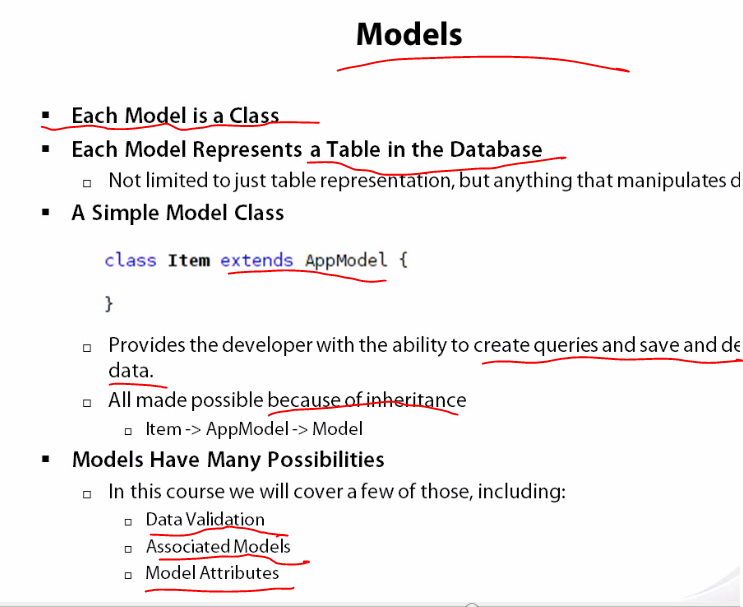 Models
Each Model is a Class
Each Model Represents a Table in the Database
Not limited to just table representation, but anything that manipulates
A Simple Model Class
class Item extends AppModel {
}
Provides the developer with the ability to create queries and save and
data.
All made possible because of inheritance
Item -> AppModel -> Model
Models Have Many Possibilities
In this course we will cover a few of those, including:
Data Validation
Associated Models
Model Attributes